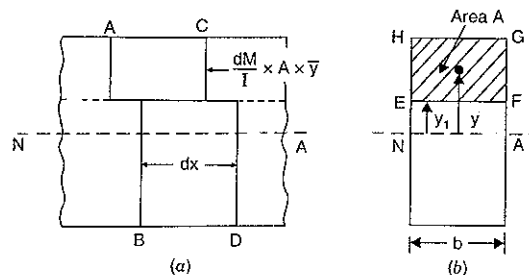 A C
dM/I × A × ȳ
N A
dx
B D
(a)
Area A
H G
E F
y₁ y
N A
b
(b)